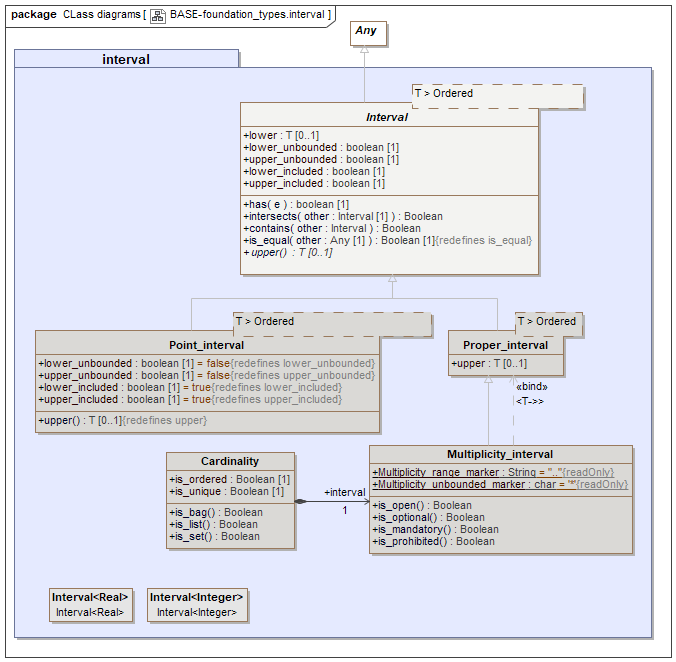 package CLass diagrams [ BASE-foundation_types.interval ]
Any
interval
T > Ordered
Interval
+lower : T [0..1]
+lower_unbounded : boolean [1]
+upper_unbounded : boolean [1]
+lower_included : boolean [1]
+upper_included : boolean [1]
+has( e ) : boolean [1]
+intersects( other : Interval [1] ) : Boolean
+contains( other : Interval ) : Boolean
+is_equal( other : Any [1] ) : Boolean [1]{redefines is_equal}
+upper() : T [0..1]
T > Ordered
Point_interval
+lower_unbounded : boolean [1] = false{redefines lower_unbounded}
+upper_unbounded : boolean [1] = false{redefines upper_unbounded}
+lower_included : boolean [1] = true{redefines lower_included}
+upper_included : boolean [1] = true{redefines upper_included}
+upper() : T [0..1]{redefines upper}
T > Ordered
Proper_interval
+upper : T [0..1]
«bind»
<T->>
Cardinality
+is_ordered : Boolean [1]
+is_unique : Boolean [1]
+is_bag() : Boolean
+is_list() : Boolean
+is_set() : Boolean
+interval
1
Multiplicity_interval
+Multiplicity_range_marker : String = ".."{readOnly}
+Multiplicity_unbounded_marker : char = '*'{readOnly}
+is_open() : Boolean
+is_optional() : Boolean
+is_mandatory() : Boolean
+is_prohibited() : Boolean
Interval<Real>
Interval<Real>
Interval<Integer>
Interval<Integer>